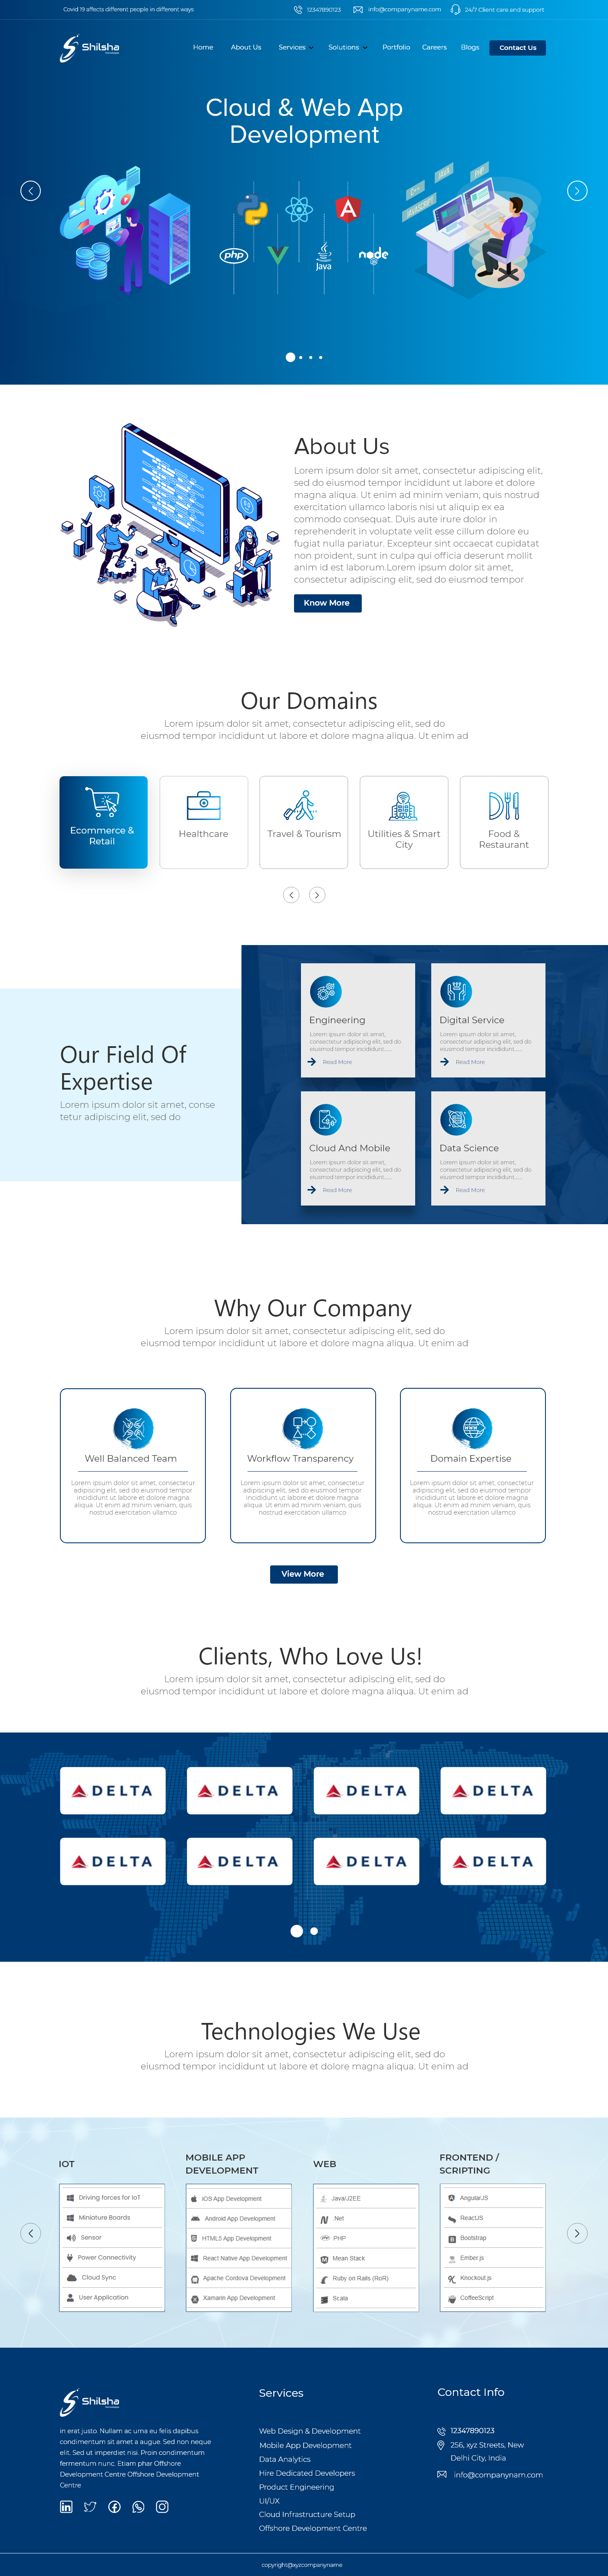 Covid 19 affects different people in different ways
12347890123
info@companyname.com
24/7 Client care and support
Shilsha
Home
About Us
Services
Solutions
Portfolio
Careers
Blogs
Contact Us
Cloud & Web App
Development
C++
JAVA
PHP
JAVASCRIPT
php
Java
node
About Us
Lorem ipsum dolor sit amet, consectetur adipiscing elit,
sed do eiusmod tempor incididunt ut labore et dolore
magna aliqua. Ut enim ad minim veniam, quis nostrud
exercitation ullamco laboris nisi ut aliquip ex ea
commodo consequat. Duis aute irure dolor in
reprehenderit in voluptate velit esse cillum dolore eu
fugiat nulla pariatur. Excepteur sint occaecat cupidatat
non proident, sunt in culpa qui officia deserunt mollit
anim id est laborum.Lorem ipsum dolor sit amet,
consectetur adipiscing elit, sed do eiusmod tempor
Know More
Our Domains
Lorem ipsum dolor sit amet, consectetur adipiscing elit, sed do
eiusmod tempor incididunt ut labore et dolore magna aliqua. Ut enim ad
Ecommerce &
Retail
Healthcare
Travel & Tourism
Utilities & Smart
City
Food &
Restaurant
Our Field Of
Expertise
Lorem ipsum dolor sit amet, conse
tetur adipiscing elit, sed do
Engineering
Lorem ipsum dolor sit amet,
consectetur adipiscing elit, sed do
eiusmod tempor incididunt.....
Read More
Digital Service
Lorem ipsum dolor sit amet,
consectetur adipiscing elit, sed do
eiusmod tempor incididunt.....
Read More
Cloud And Mobile
Lorem ipsum dolor sit amet,
consectetur adipiscing elit, sed do
eiusmod tempor incididunt.....
Read More
Data Science
Lorem ipsum dolor sit amet,
consectetur adipiscing elit, sed do
eiusmod tempor incididunt.....
Read More
Why Our Company
Lorem ipsum dolor sit amet, consectetur adipiscing elit, sed do
eiusmod tempor incididunt ut labore et dolore magna aliqua. Ut enim ad
Well Balanced Team
Lorem ipsum dolor sit amet, consectetur
adipiscing elit, sed do eiusmod tempor
incididunt ut labore et dolore magna
aliqua. Ut enim ad minim veniam, quis
nostrud exercitation ullamco
Workflow Transparency
Lorem ipsum dolor sit amet, consectetur
adipiscing elit, sed do eiusmod tempor
incididunt ut labore et dolore magna
aliqua. Ut enim ad minim veniam, quis
nostrud exercitation ullamco
Domain Expertise
Lorem ipsum dolor sit amet, consectetur
adipiscing elit, sed do eiusmod tempor
incididunt ut labore et dolore magna
aliqua. Ut enim ad minim veniam, quis
nostrud exercitation ullamco
View More
Clients, Who Love Us!
Lorem ipsum dolor sit amet, consectetur adipiscing elit, sed do
eiusmod tempor incididunt ut labore et dolore magna aliqua. Ut enim ad
DELTA
DELTA
DELTA
DELTA
DELTA
DELTA
DELTA
DELTA
Technologies We Use
Lorem ipsum dolor sit amet, consectetur adipiscing elit, sed do
eiusmod tempor incididunt ut labore et dolore magna aliqua. Ut enim ad
IOT
Driving forces for IoT
Miniature Boards
Sensor
Power Connectivity
Cloud Sync
User Application
MOBILE APP
DEVELOPMENT
iOS App Development
Android App Development
HTML5 App Development
React Native App Development
Apache Cordova Development
Xamarin App Development
WEB
Java/J2EE
.Net
PHP
Mean Stack
Ruby on Rails (RoR)
Scala
FRONTEND /
SCRIPTING
AngularJS
ReactJS
Bootstrap
Ember.js
Knockout.js
CoffeeScript
Shilsha
in erat justo. Nullam ac urna eu felis dapibus
condimentum sit amet a augue. Sed non neque
elit. Sed ut imperdiet nisi. Proin condimentum
fermentum nunc. Etiam phar Offshore
Development Centre Offshore Development
Centre
Services
Web Design & Development
Mobile App Development
Data Analytics
Hire Dedicated Developers
Product Engineering
UI/UX
Cloud Infrastructure Setup
Offshore Development Centre
Contact Info
12347890123
256, xyz Streets, New
Delhi City, India
info@companynam.com
copyright@xyzcompanyname